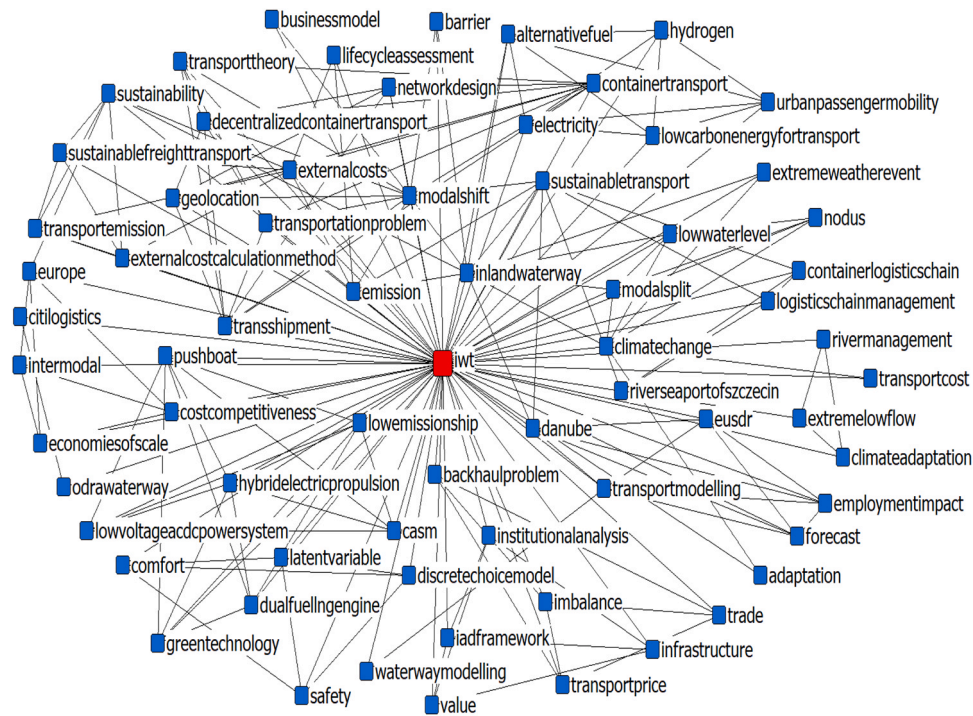 businessmodel
barrier
alternativefuel
hydrogen
transporttheory
lifecycleassessment
networkdesign
containertransport
sustainability
urbanpassengermobility
decentralizedcontainertransport
electricity
lowcarbonenergyfortransport
sustainablefreighttransport
externalcosts
sustainabletransport
extremeweatherevent
geolocation
modalshift
transportemission
transportationproblem
lowwaterlevel
nodus
externalcostcalculationmethod
europe
inlandwaterway
containerlogisticschain
emission
modalsplit
logisticschainmanagement
citilogistics
transshipment
intermodal
pushboat
iwt
climatechange
rivermanagement
riverseaportofszczecin
transportcost
costcompetitiveness
lowemissionship
danube
eusdr
extremelowflow
economiesofscale
climateadaptation
odrawaterway
hybridelectricpropulsion
backhaulproblem
transportmodelling
employmentimpact
lowvoltageacdcpowersystem
casm
institutionalanalysis
forecast
comfort
latentvariable
discretechoicemodel
adaptation
dualfuellngengine
imbalance
trade
greentechnology
iadframework
infrastructure
waterwaymodelling
transportprice
safety
value